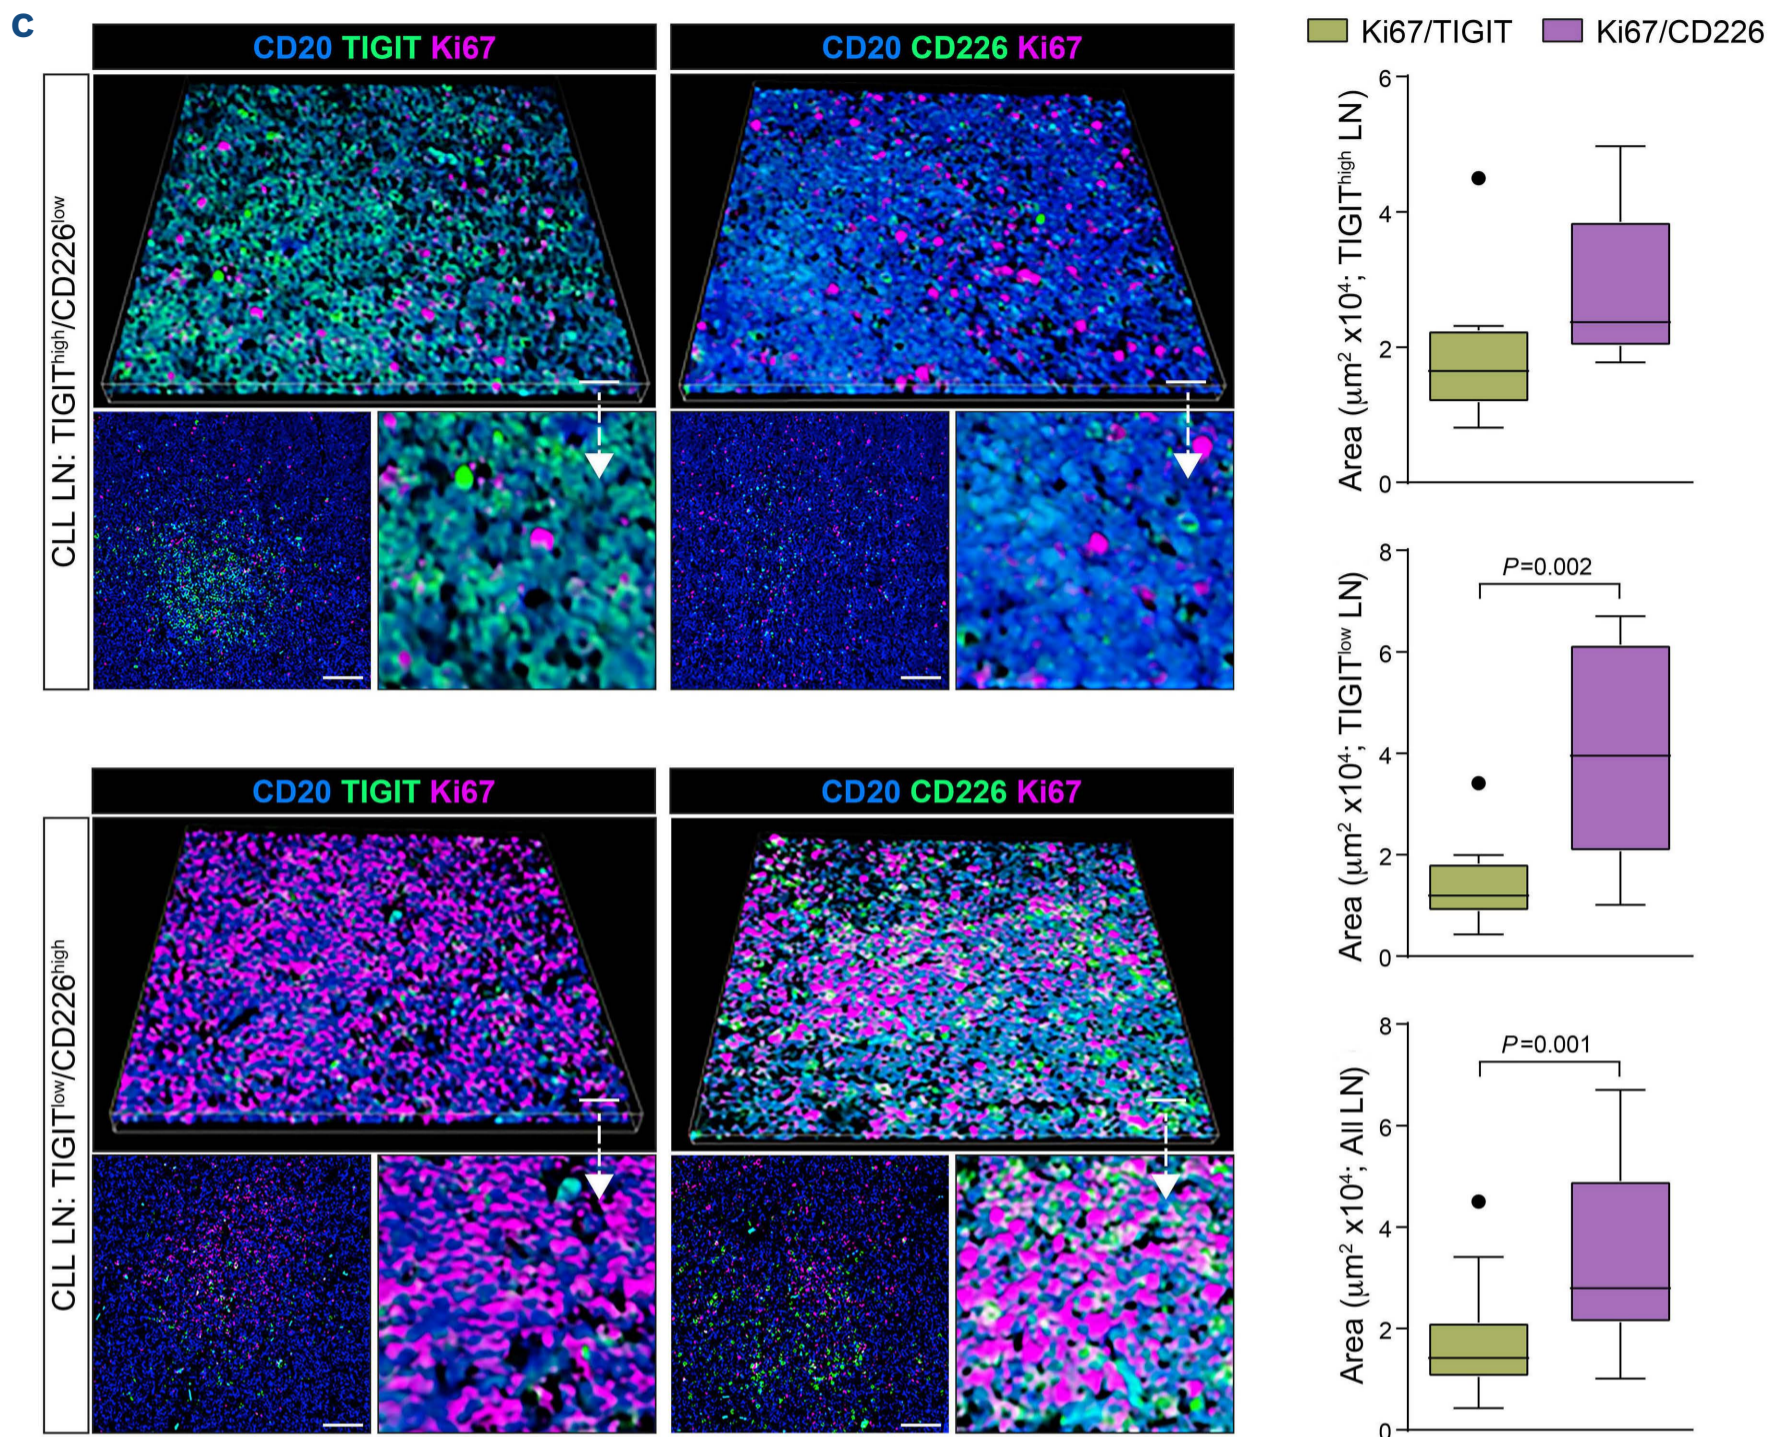 c
CD20 TIGIT Ki67
CD20 CD226 Ki67
CLL LN: TIGIThigh/CD226low
CD20 TIGIT Ki67
CD20 CD226 Ki67
CLL LN: TIGITlow/CD226high
Ki67/TIGIT
Ki67/CD226
Area (μm2 x104; TIGIThigh LN)
6
4
2
0
Area (μm2 x104; TIGITlow LN)
8
6
4
2
0
P=0.002
Area (μm2 x104; All LN)
8
6
4
2
0
P=0.001